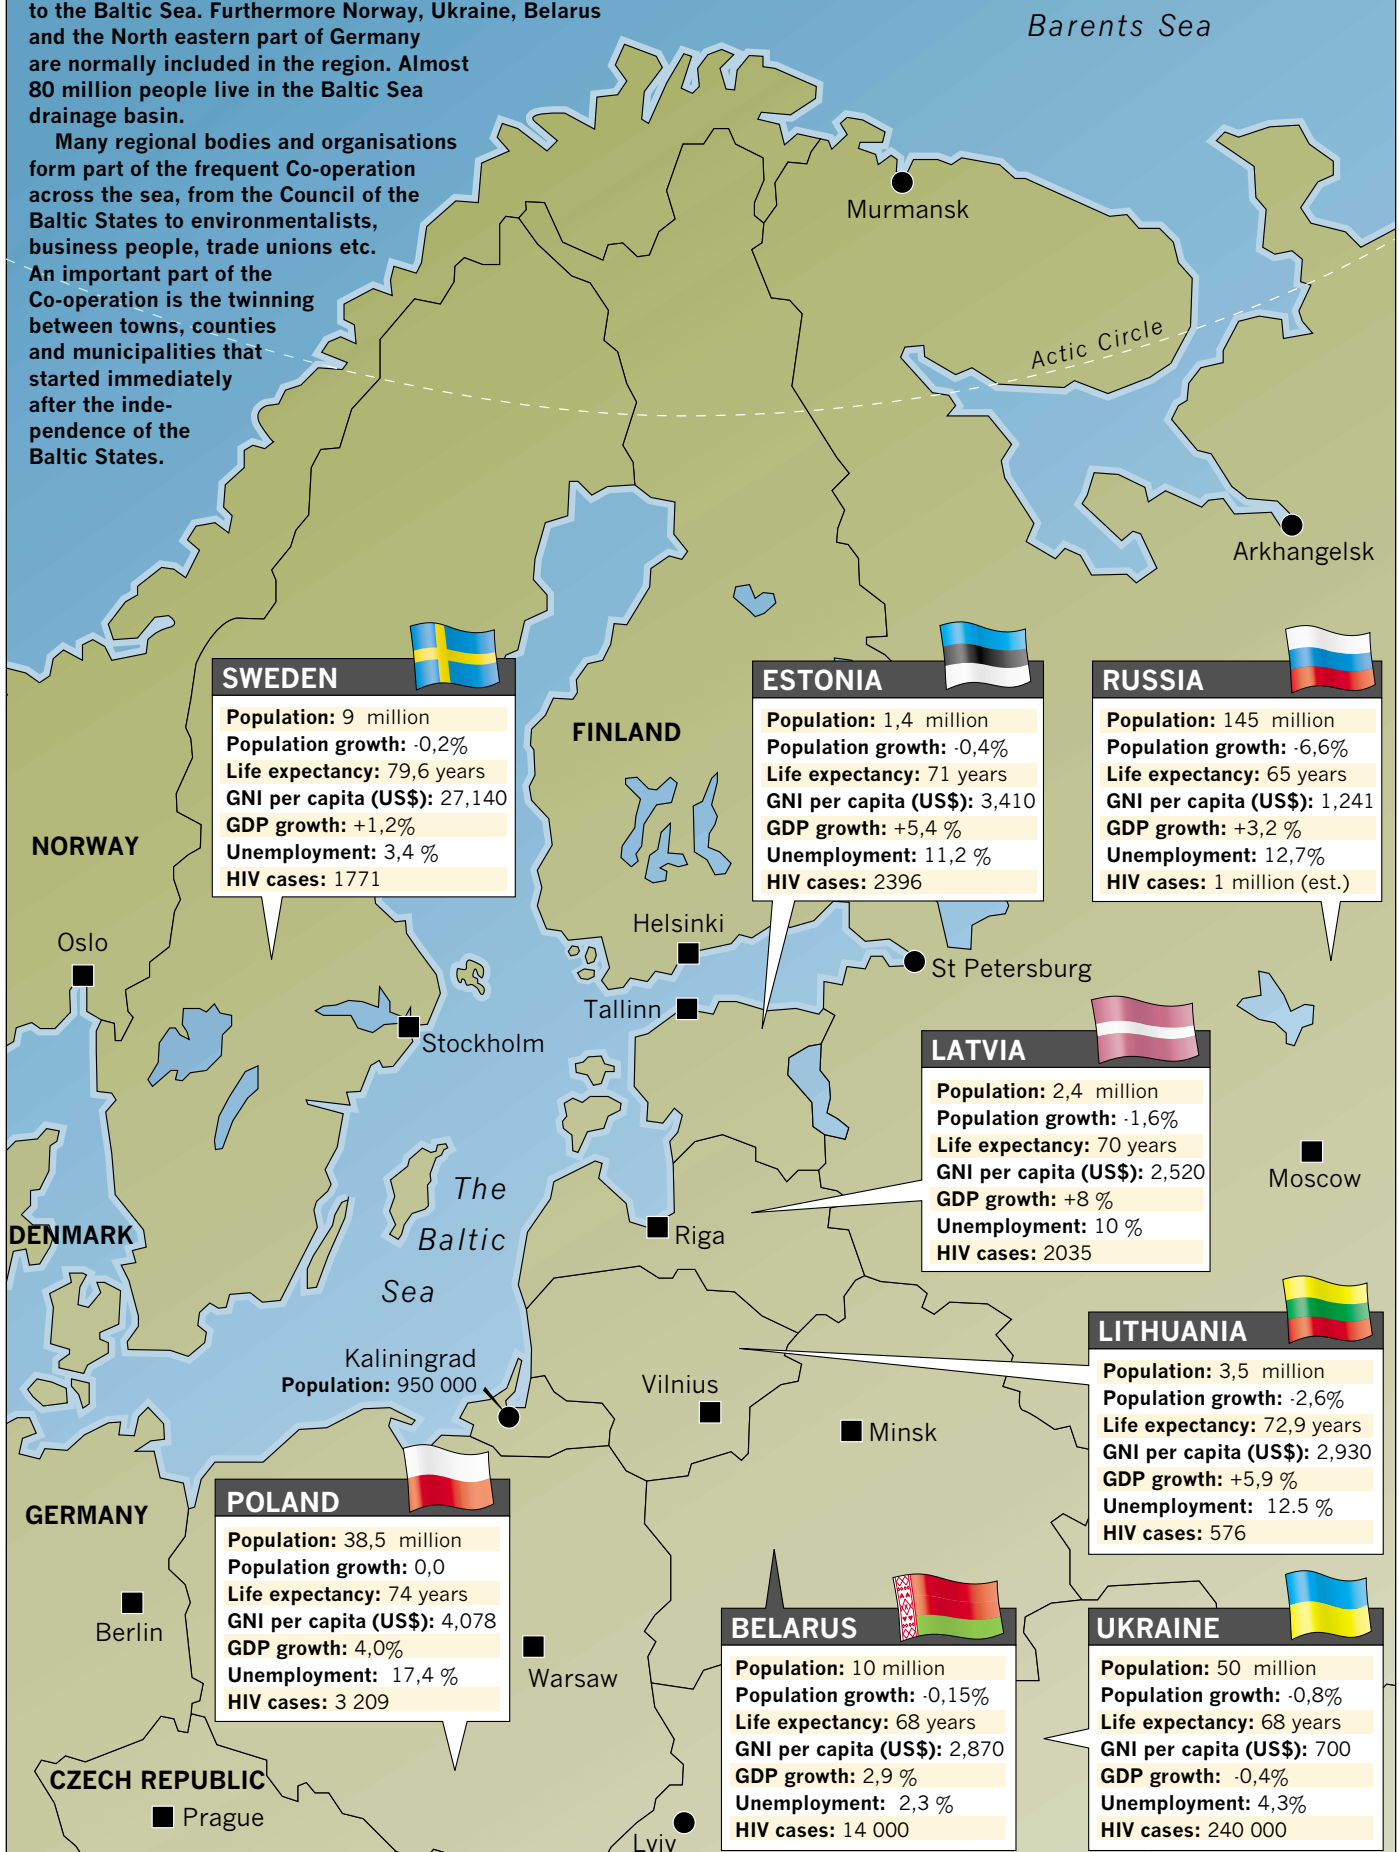 to the Baltic Sea. Furthermore Norway, Ukraine, Belarus
and the North eastern part of Germany
are normally included in the region. Almost
80 million people live in the Baltic Sea
drainage basin.
Many regional bodies and organisations
form part of the frequent Co-operation
across the sea, from the Council of the
Baltic States to environmentalists,
business people, trade unions etc.
An important part of the
Co-operation is the twinning
between towns, counties
and municipalities that
started immediately
after the inde-
pendence of the
Baltic States.
Barents Sea
Murmansk
Actic Circle
Arkhangelsk
SWEDEN
Population: 9 million
Population growth: -0,2%
Life expectancy: 79,6 years
GNI per capita (US$): 27,140
GDP growth: +1,2%
Unemployment: 3,4 %
HIV cases: 1771
FINLAND
ESTONIA
Population: 1,4 million
Population growth: -0,4%
Life expectancy: 71 years
GNI per capita (US$): 3,410
GDP growth: +5,4 %
Unemployment: 11,2 %
HIV cases: 2396
RUSSIA
Population: 145 million
Population growth: -6,6%
Life expectancy: 65 years
GNI per capita (US$): 1,241
GDP growth: +3,2 %
Unemployment: 12,7%
HIV cases: 1 million (est.)
NORWAY
Oslo
Helsinki
St Petersburg
Tallinn
Stockholm
LATVIA
Population: 2,4 million
Population growth: -1,6%
Life expectancy: 70 years
GNI per capita (US$): 2,520
GDP growth: +8 %
Unemployment: 10 %
HIV cases: 2035
Moscow
The
Baltic
Sea
DENMARK
Riga
LITHUANIA
Population: 3,5 million
Population growth: -2,6%
Life expectancy: 72,9 years
GNI per capita (US$): 2,930
GDP growth: +5,9 %
Unemployment: 12.5 %
HIV cases: 576
Kaliningrad
Population: 950 000
Vilnius
Minsk
GERMANY
Berlin
POLAND
Population: 38,5 million
Population growth: 0,0
Life expectancy: 74 years
GNI per capita (US$): 4,078
GDP growth: 4,0%
Unemployment: 17,4 %
HIV cases: 3 209
Warsaw
BELARUS
Population: 10 million
Population growth: -0,15%
Life expectancy: 68 years
GNI per capita (US$): 2,870
GDP growth: 2,9 %
Unemployment: 2,3 %
HIV cases: 14 000
UKRAINE
Population: 50 million
Population growth: -0,8%
Life expectancy: 68 years
GNI per capita (US$): 700
GDP growth: -0,4%
Unemployment: 4,3%
HIV cases: 240 000
CZECH REPUBLIC
Prague
Lviv